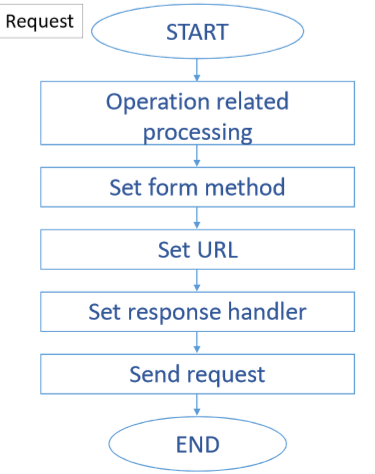 Request
START
Operation related
processing
Set form method
Set URL
Set response handler
Send request
END